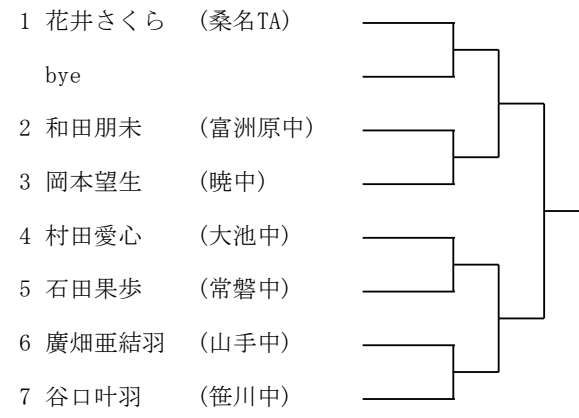 1 花井さくら (桑名TA)
bye
2 和田朋未 (富洲原中)
3 岡本望生 (暁中)
4 村田愛心 (大池中)
5 石田果歩 (常磐中)
6 廣畑亜結羽 (山手中)
7 谷口叶羽 (笹川中)